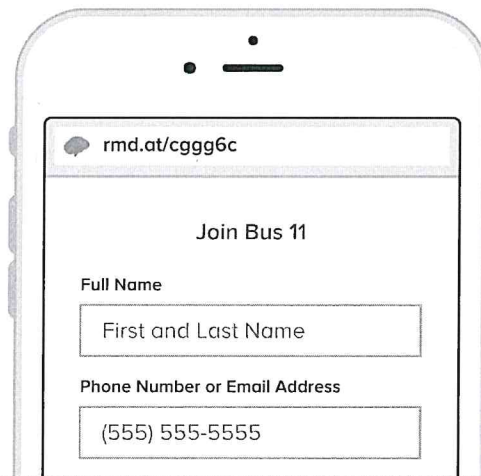 rmd.at/cggg6c
Join Bus 11
Full Name
First and Last Name
Phone Number or Email Address
(555) 555-5555